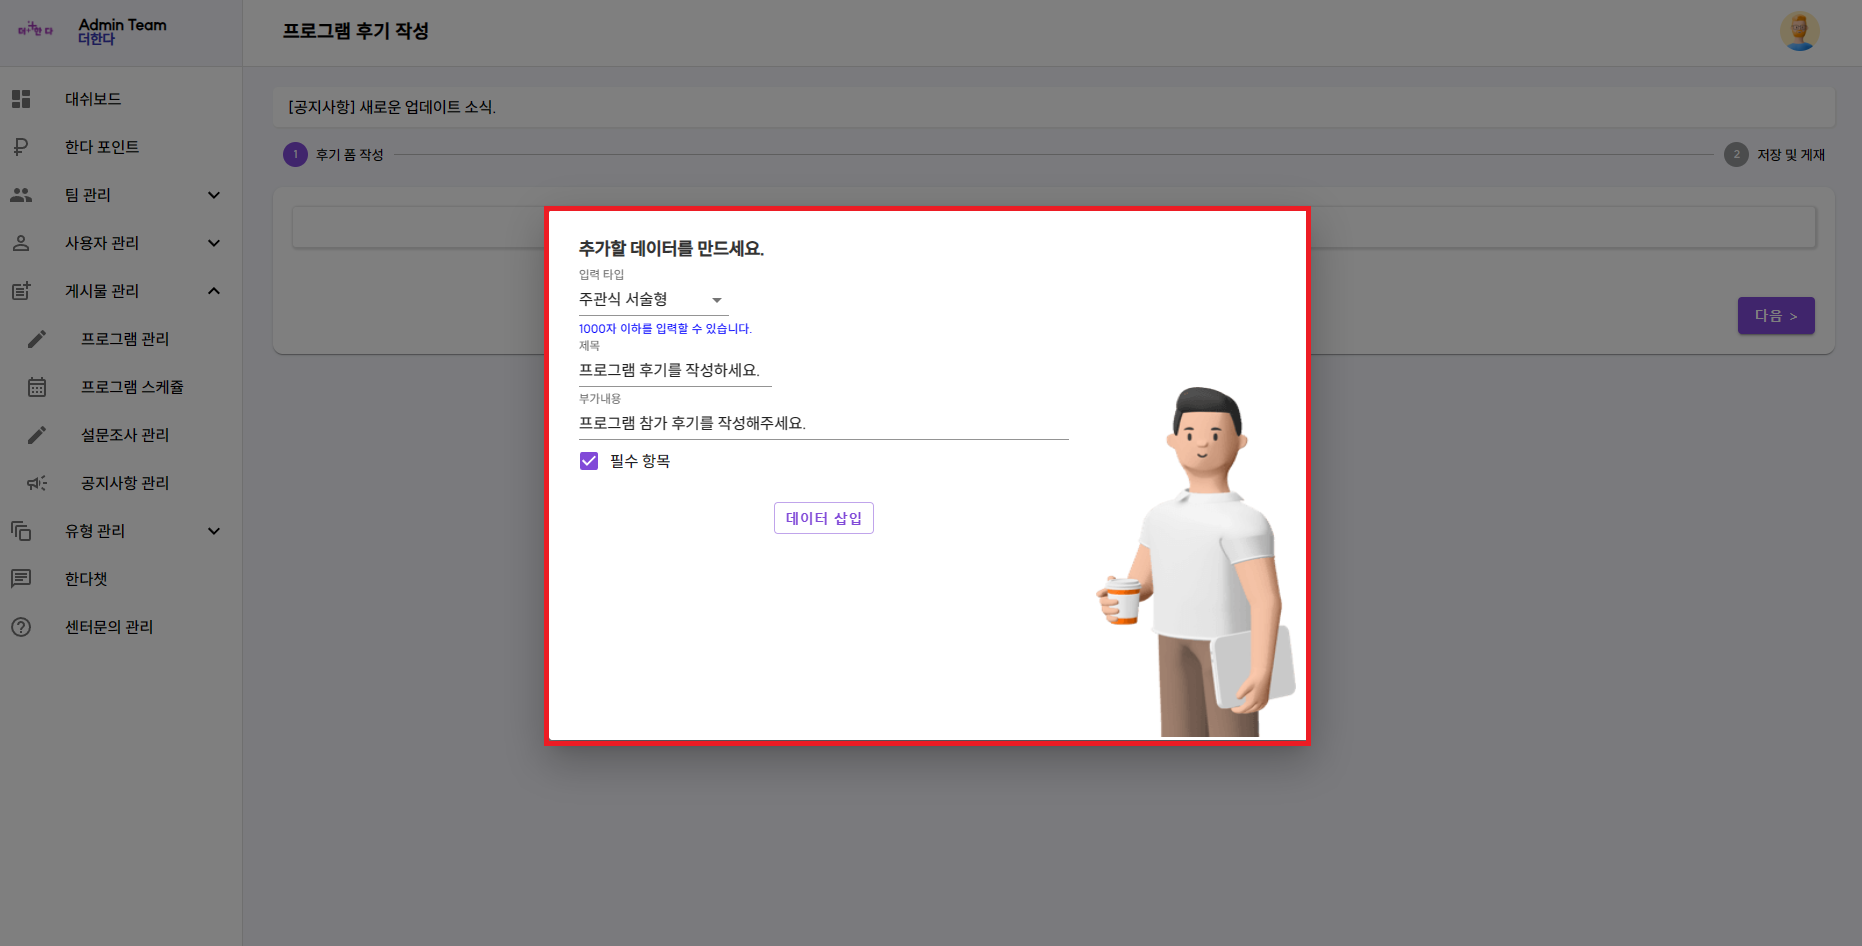 더한다
Admin Team
더한다
프로그램 후기 작성
대쉬보드
한다 포인트
팀 관리
사용자 관리
게시물 관리
프로그램 관리
프로그램 스케쥴
설문조사 관리
공지사항 관리
유형 관리
한다챗
센터문의 관리
[공지사항] 새로운 업데이트 소식.
1 후기 폼 작성
2 저장 및 게재
추가할 데이터를 만드세요.
입력 타입
주관식 서술형
1000자 이하를 입력할 수 있습니다.
제목
프로그램 후기를 작성하세요.
부가내용
프로그램 참가 후기를 작성해주세요.
필수 항목
데이터 삽입
다음 >